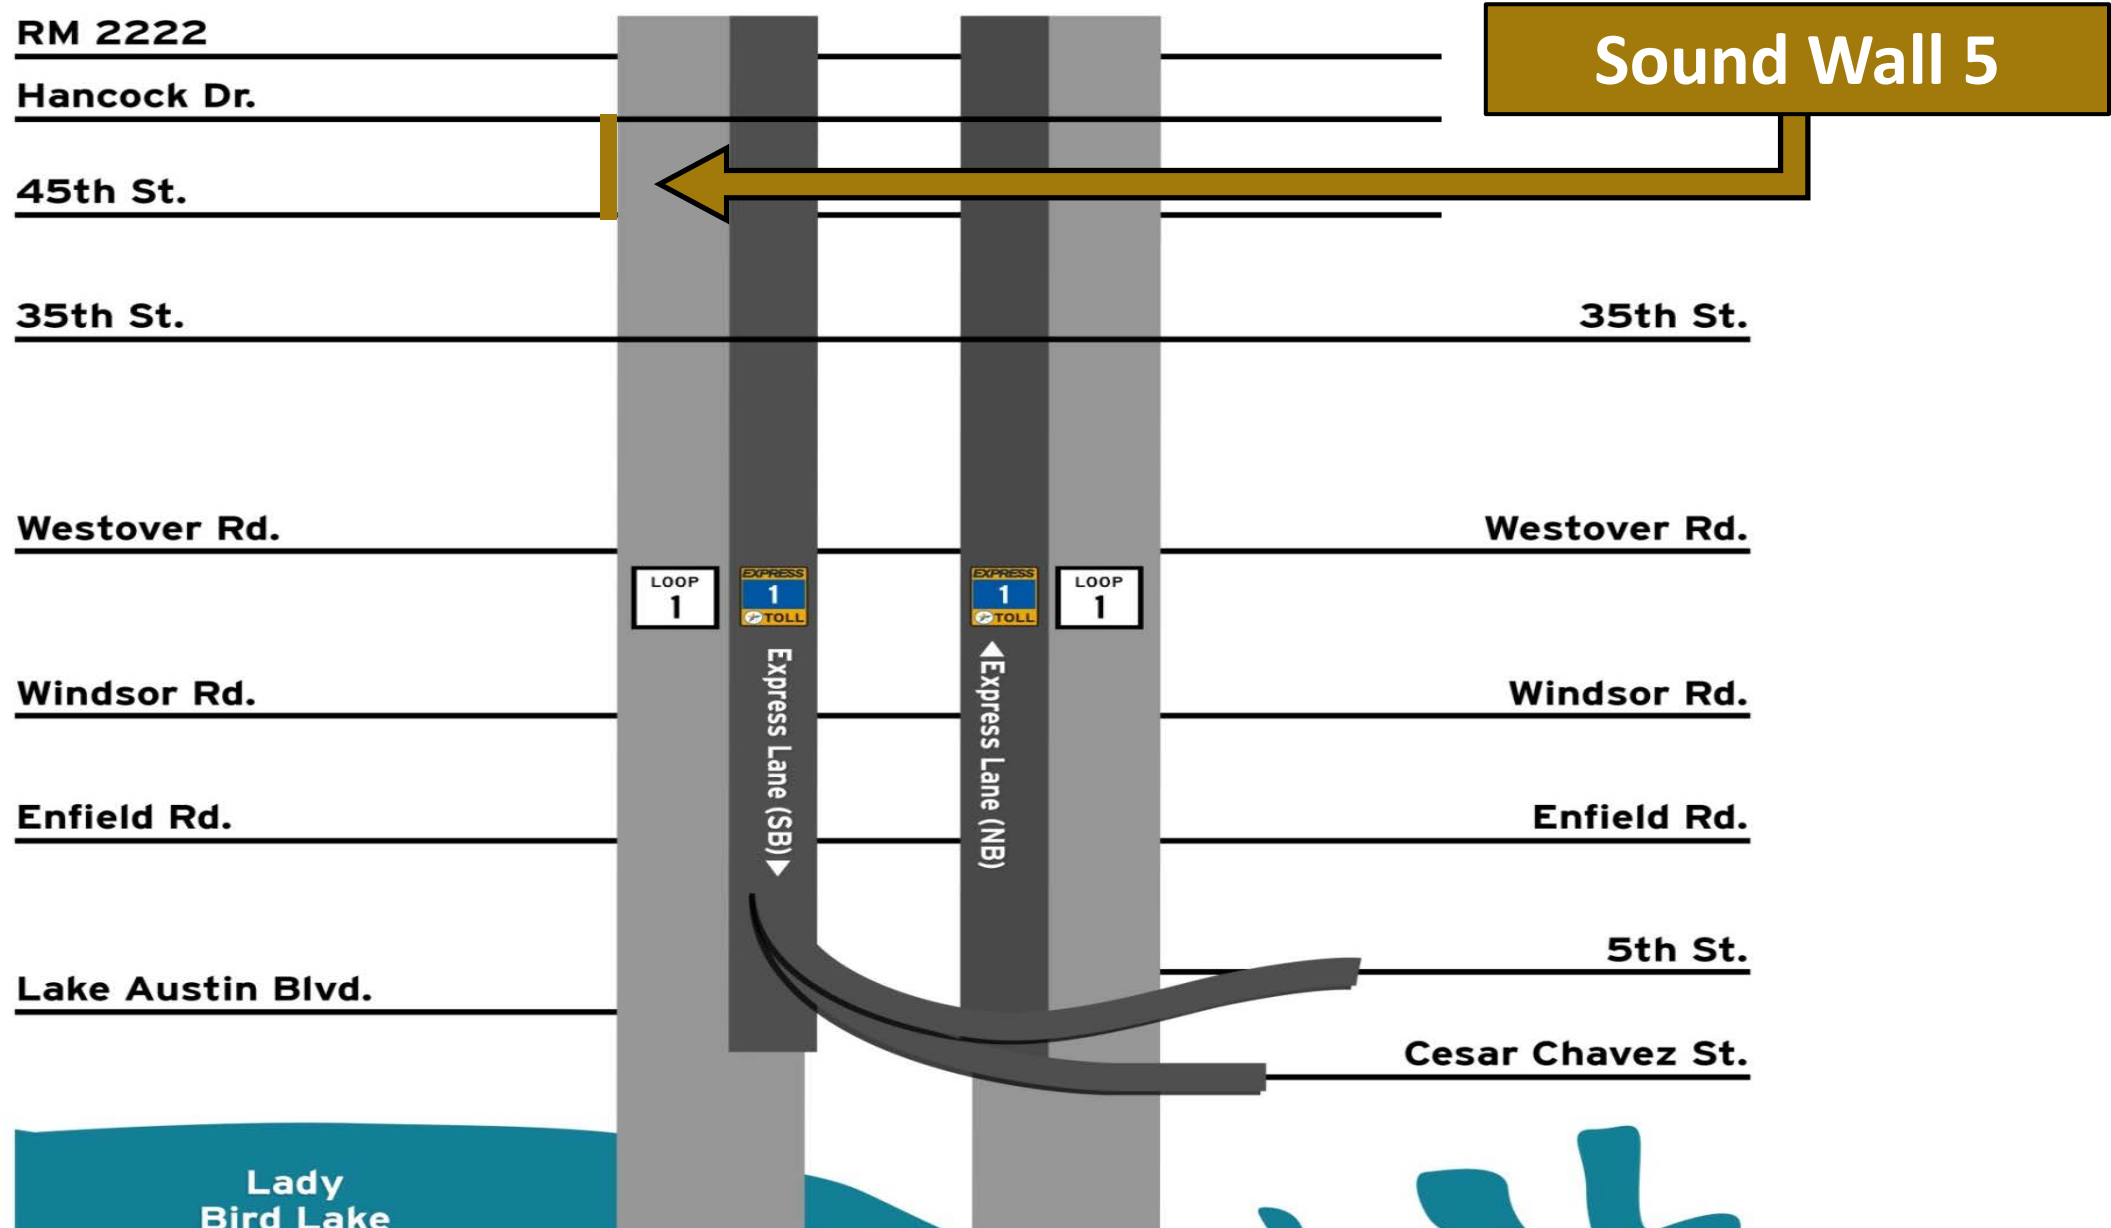 RM 2222
Sound Wall 5
Hancock Dr.
45th St.
35th St.
35th St.
Westover Rd.
Westover Rd.
LOOP
1
EXPRESS
1
TOLL
EXPRESS
1
TOLL
LOOP
1
Express Lane (SB)
Express Lane (NB)
Windsor Rd.
Windsor Rd.
Enfield Rd.
Enfield Rd.
5th St.
Lake Austin Blvd.
Cesar Chavez St.
Lady
Bird Lake